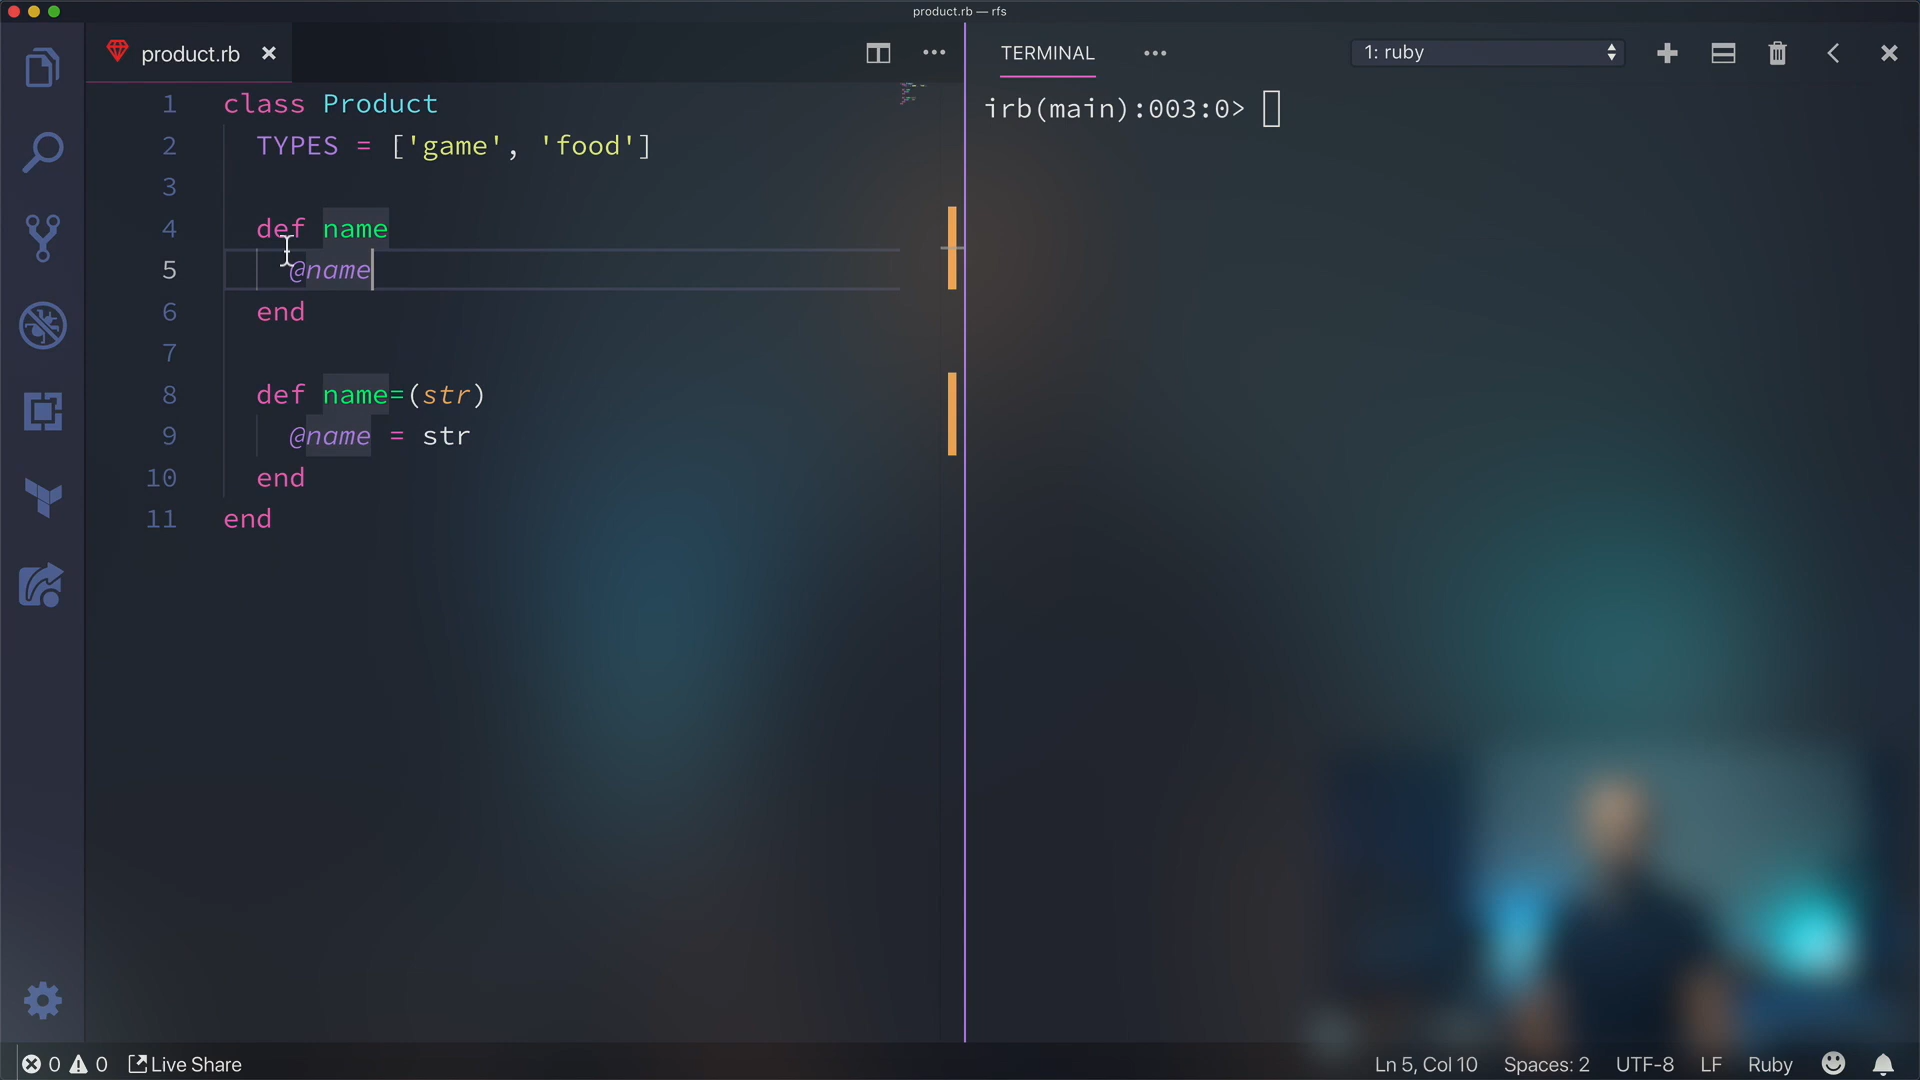 product.rb — rfs
product.rb
TERMINAL
1: ruby
1 class Product
2 TYPES = ['game', 'food']
3
4 def name
5 @name
6 end
7
8 def name=(str)
9 @name = str
10 end
11 end
irb(main):003:0>
0 0 Live Share
Ln 5, Col 10 Spaces: 2 UTF-8 LF Ruby